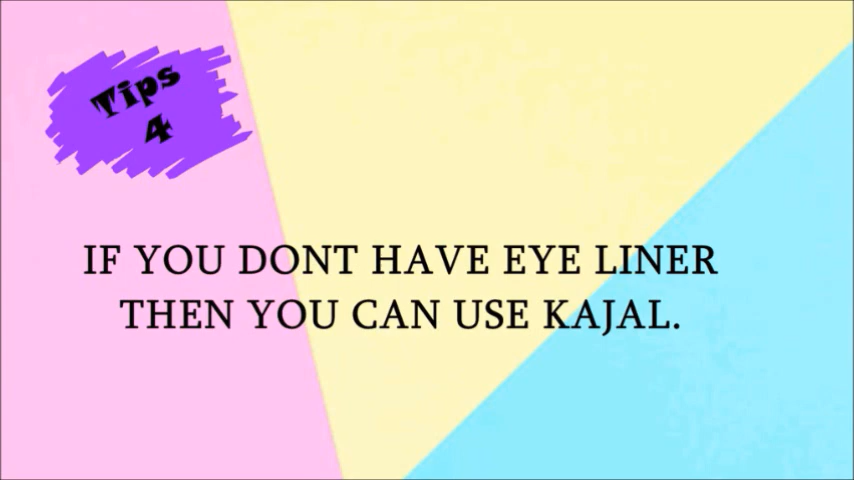 Tips
4
IF YOU DONT HAVE EYE LINER
THEN YOU CAN USE KAJAL.